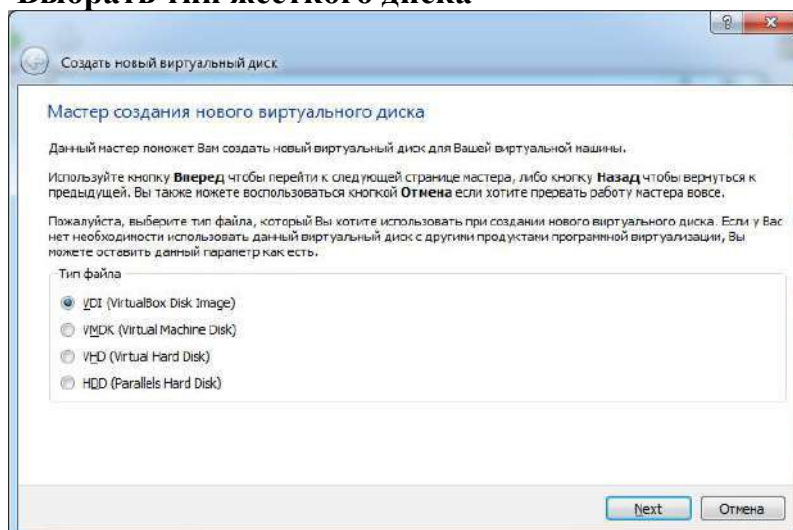 Выбрать тип жесткого диска
Создать новый виртуальный диск
Мастер создания нового виртуального диска
Данный мастер поможет Вам создать новый виртуальный диск для Вашей виртуальной машины.
Используйте кнопку Вперед чтобы перейти к следующей странице мастера, либо кнопку Назад чтобы вернуться к
предыдущей. Вы также можете воспользоваться кнопкой Отмена если хотите прервать работу мастера вовсе.
Пожалуйста, выберите тип файла, который Вы хотите использовать при создании нового виртуального диска. Если у Вас
нет необходимости использовать данный виртуальный диск с другими продуктами программной виртуализации, Вы
можете оставить данный параметр как есть.
Тип файла
VDI (VirtualBox Disk Image)
VMDK (Virtual Machine Disk)
VHD (Virtual Hard Disk)
HDD (Parallels Hard Disk)
Next Отмена